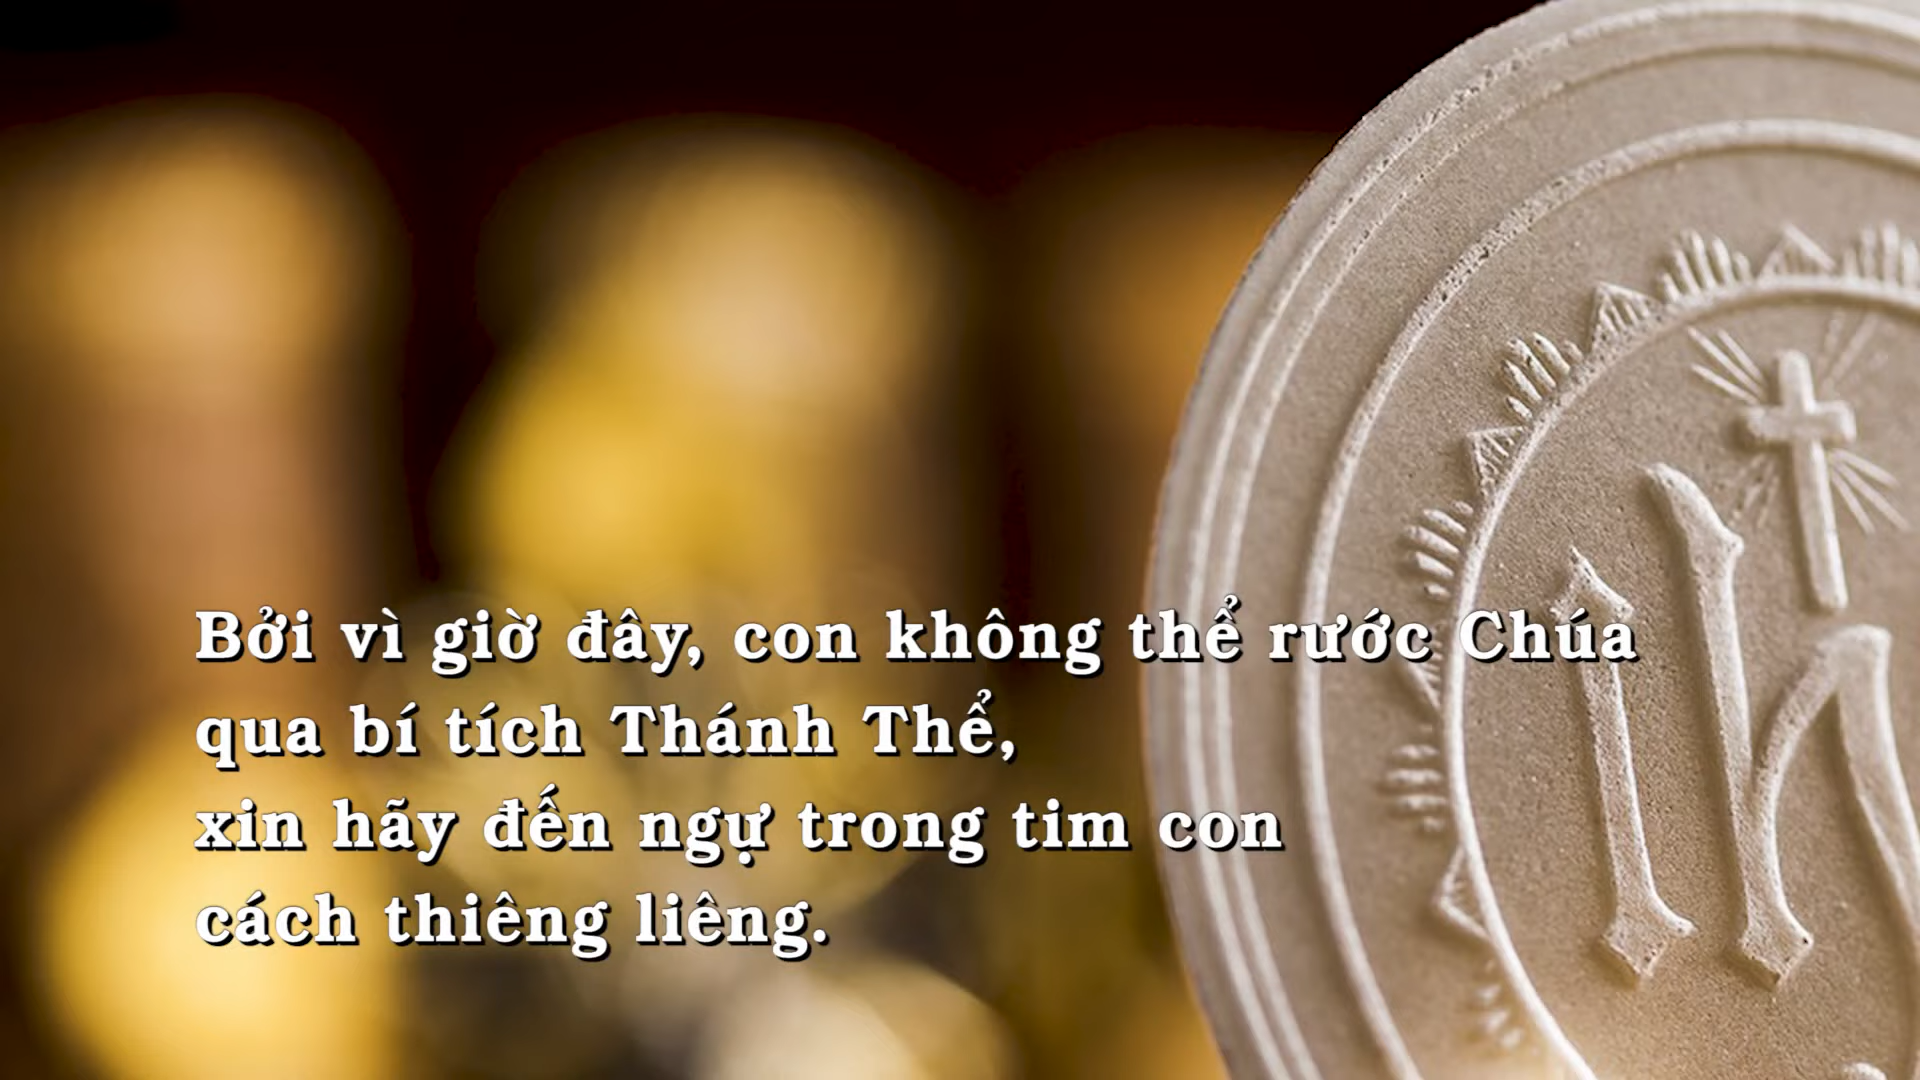 Bởi vì giờ đây, con không thể rước Chúa
qua bí tích Thánh Thể,
xin hãy đến ngự trong tim con
cách thiêng liêng.